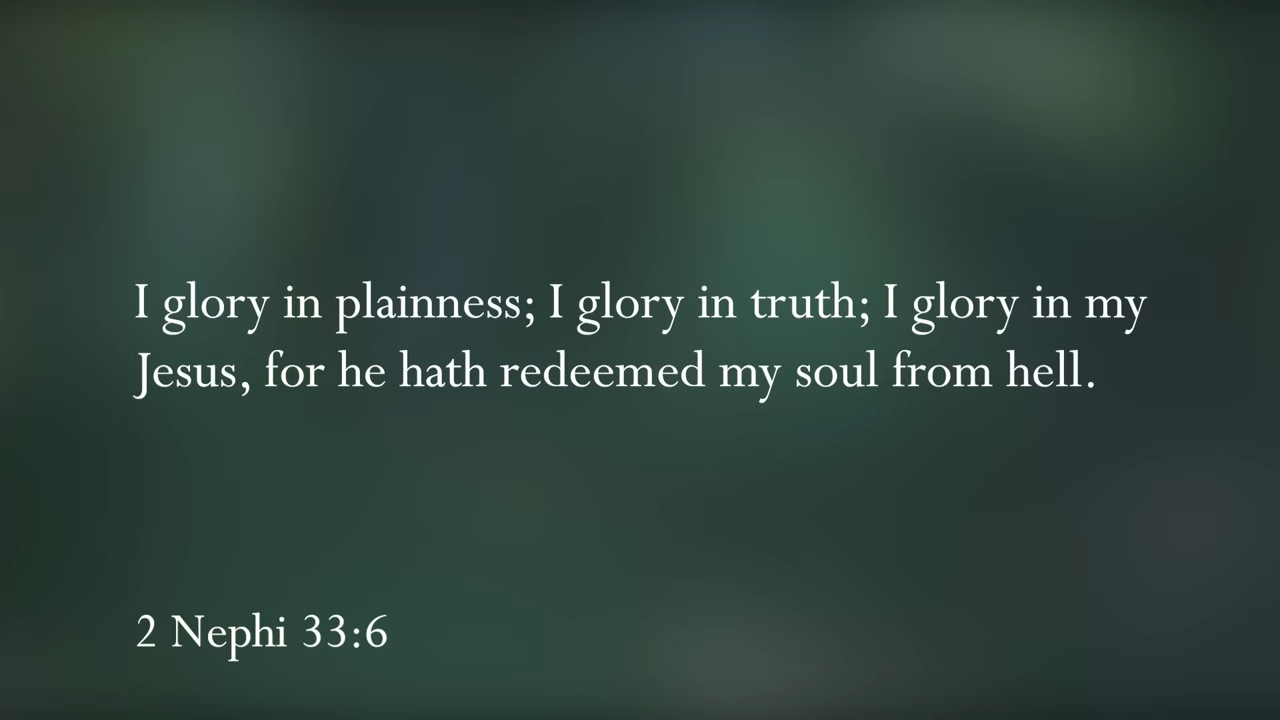 I glory in plainness; I glory in truth; I glory in my
Jesus, for he hath redeemed my soul from hell.
2 Nephi 33:6